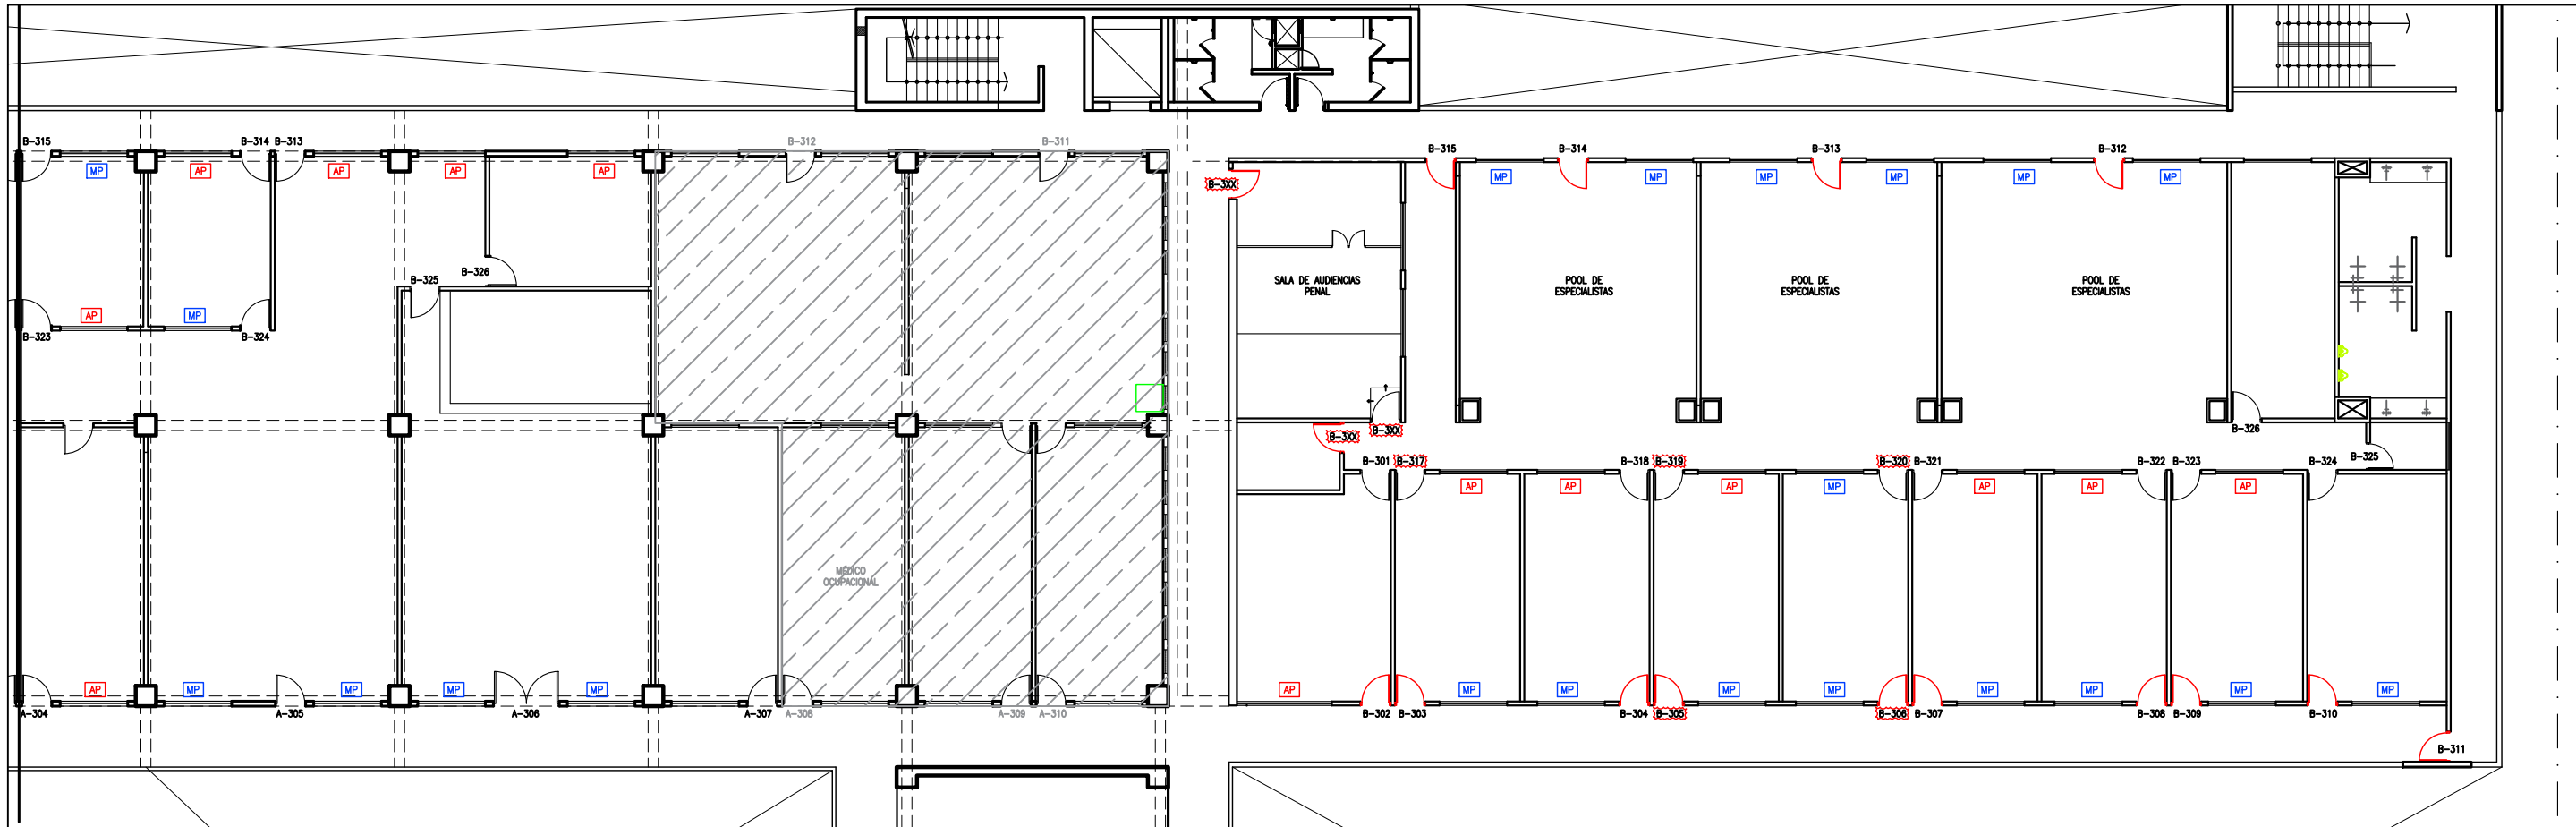 B-315
B-314
B-313
B-312
B-311
B-315
B-314
B-313
B-312
MP
AP
AP
AP
AP
B-3XX
MP
MP
MP
MP
MP
MP
B-325
B-326
SALA DE AUDIENCIAS
PENAL
POOL DE
ESPECIALISTAS
POOL DE
ESPECIALISTAS
POOL DE
ESPECIALISTAS
AP
MP
B-323
B-324
B-3XX
B-3XX
B-326
B-301
B-317
B-318
B-319
B-320
B-321
B-322
B-323
B-324
B-325
AP
AP
AP
MP
AP
AP
AP
MÉDICO
OCUPACIONAL
AP
MP
MP
MP
MP
AP
MP
MP
MP
MP
MP
MP
MP
MP
A-304
A-305
A-306
A-307
A-308
A-309
A-310
B-302
B-303
B-304
B-305
B-306
B-307
B-308
B-309
B-310
B-311